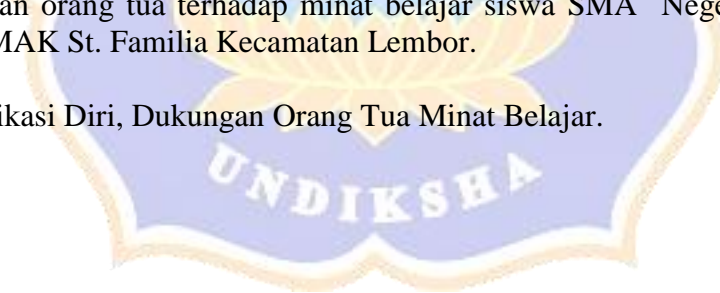 an orang tua terhadap minat belajar siswa SMA Nege
MAK St. Familia Kecamatan Lembor.
ikasi Diri, Dukungan Orang Tua Minat Belajar.
UNDIKSHA